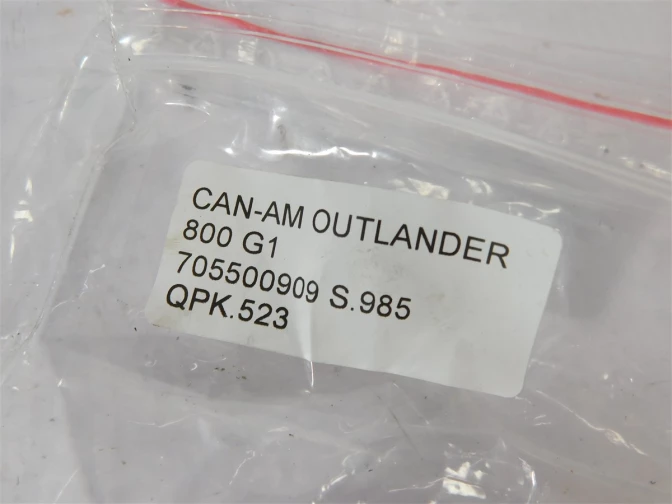 CAN-AM OUTLANDER
800 G1
705500909 S.985
QPK.523